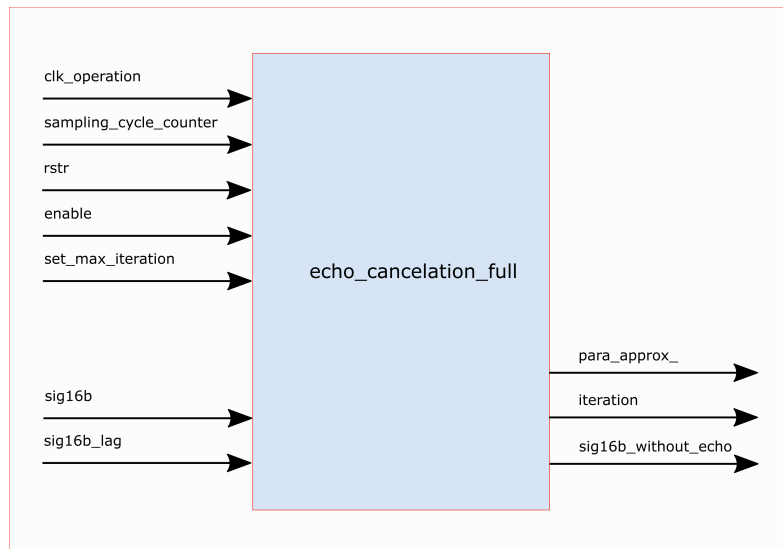 clk_operation
sampling_cycle_counter
rstr
enable
set_max_iteration
echo_cancelation_full
para_approx_
iteration
sig16b
sig16b_lag
sig16b_without_echo